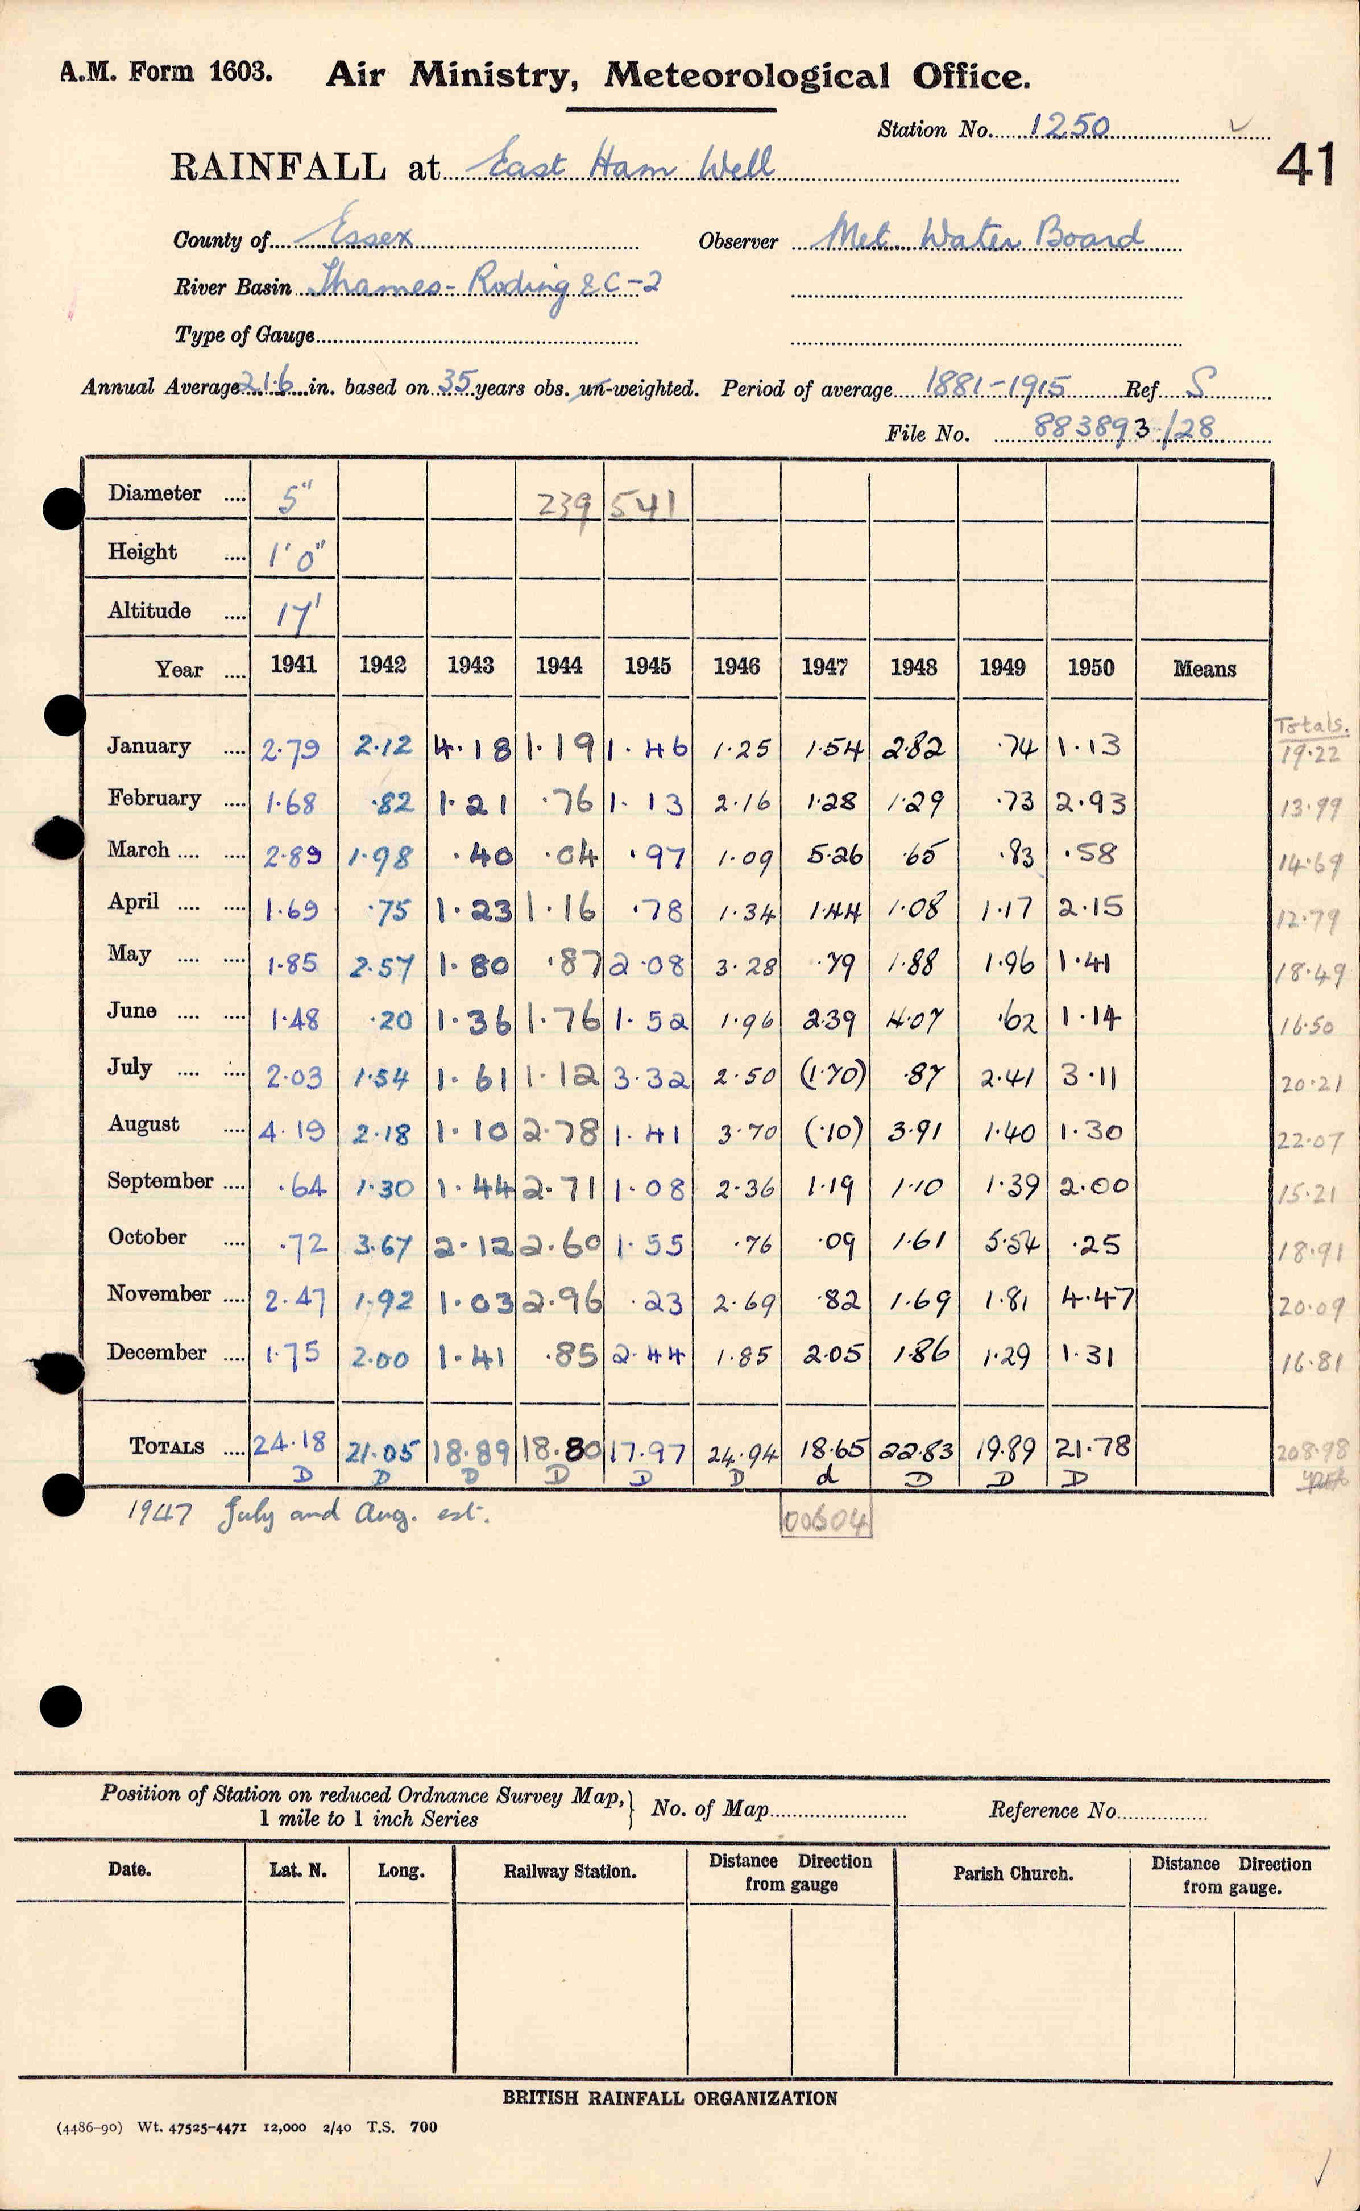 A.M. Form 1603. Air Ministry, Meteorological Office.
Station No. 1250 ✓
41
RAINFALL at East Ham Well
County of Essex Observer Met. Water Board
River Basin Thames - Roding &C-2
Type of Gauge
Annual Average 21.6 in. based on 35 years obs. un-weighted. Period of average 1881-1915 Ref S
File No. 883893/28
Diameter .... 5" 239 541
Height .... 1'0"
Altitude .... 17'
Year .... 1941 1942 1943 1944 1945 1946 1947 1948 1949 1950 Means
Totals.
January .... 2.79 2.12 4.18 1.19 1.46 1.25 1.54 2.82 .74 1.13 19.22
February .... 1.68 .82 1.21 .76 1.13 2.16 1.28 1.29 .73 2.93 13.99
March .... .... 2.89 1.98 .40 .04 .97 1.09 5.26 .65 .83 .58 14.69
April .... .... 1.69 .75 1.23 1.16 .78 1.34 1.44 1.08 1.17 2.15 12.79
May .... .... 1.85 2.57 1.80 .87 2.08 3.28 .79 1.88 1.96 1.41 18.49
June .... .... 1.48 .20 1.36 1.76 1.52 1.96 2.39 4.07 .62 1.14 16.50
July .... .... 2.03 1.54 1.61 1.12 3.32 2.50 (1.70) .87 2.41 3.11 20.21
August .... 4.19 2.18 1.10 2.78 1.41 3.70 (.10) 3.91 1.40 1.30 22.07
September .... .64 1.30 1.44 2.71 1.08 2.36 1.19 1.10 1.39 2.00 15.21
October .... .72 3.67 2.12 2.60 1.55 .76 .09 1.61 5.54 .25 18.91
November .... 2.47 1.92 1.03 2.96 .23 2.69 .82 1.69 1.81 4.47 20.09
December .... 1.75 2.00 1.41 .85 2.44 1.85 2.05 1.86 1.29 1.31 16.81
TOTALS .... 24.18 21.05 18.89 18.80 17.97 24.94 18.65 22.83 19.89 21.78 208.98
D D D D D D d D D D
1947 July and Aug. est. 00604
Position of Station on reduced Ordnance Survey Map, 1 mile to 1 inch Series } No. of Map Reference No.
Date. Lat. N. Long. Railway Station. Distance Direction from gauge Parish Church. Distance Direction from gauge.
BRITISH RAINFALL ORGANIZATION
(4486-90) Wt. 47525-4471 12,000 2/40 T.S. 700
✓